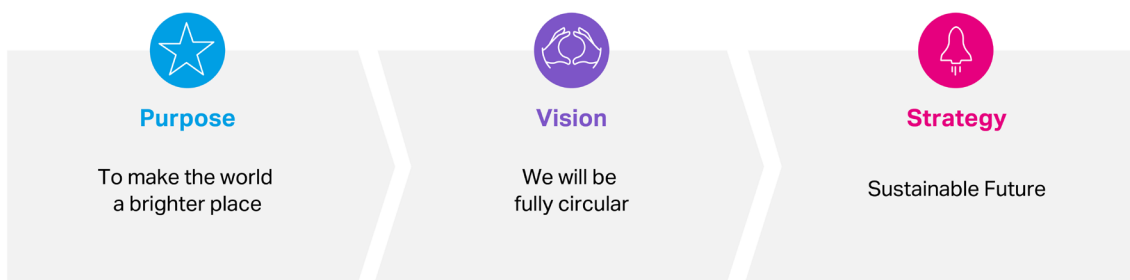 Purpose
To make the world
a brighter place
Vision
We will be
fully circular
Strategy
Sustainable Future